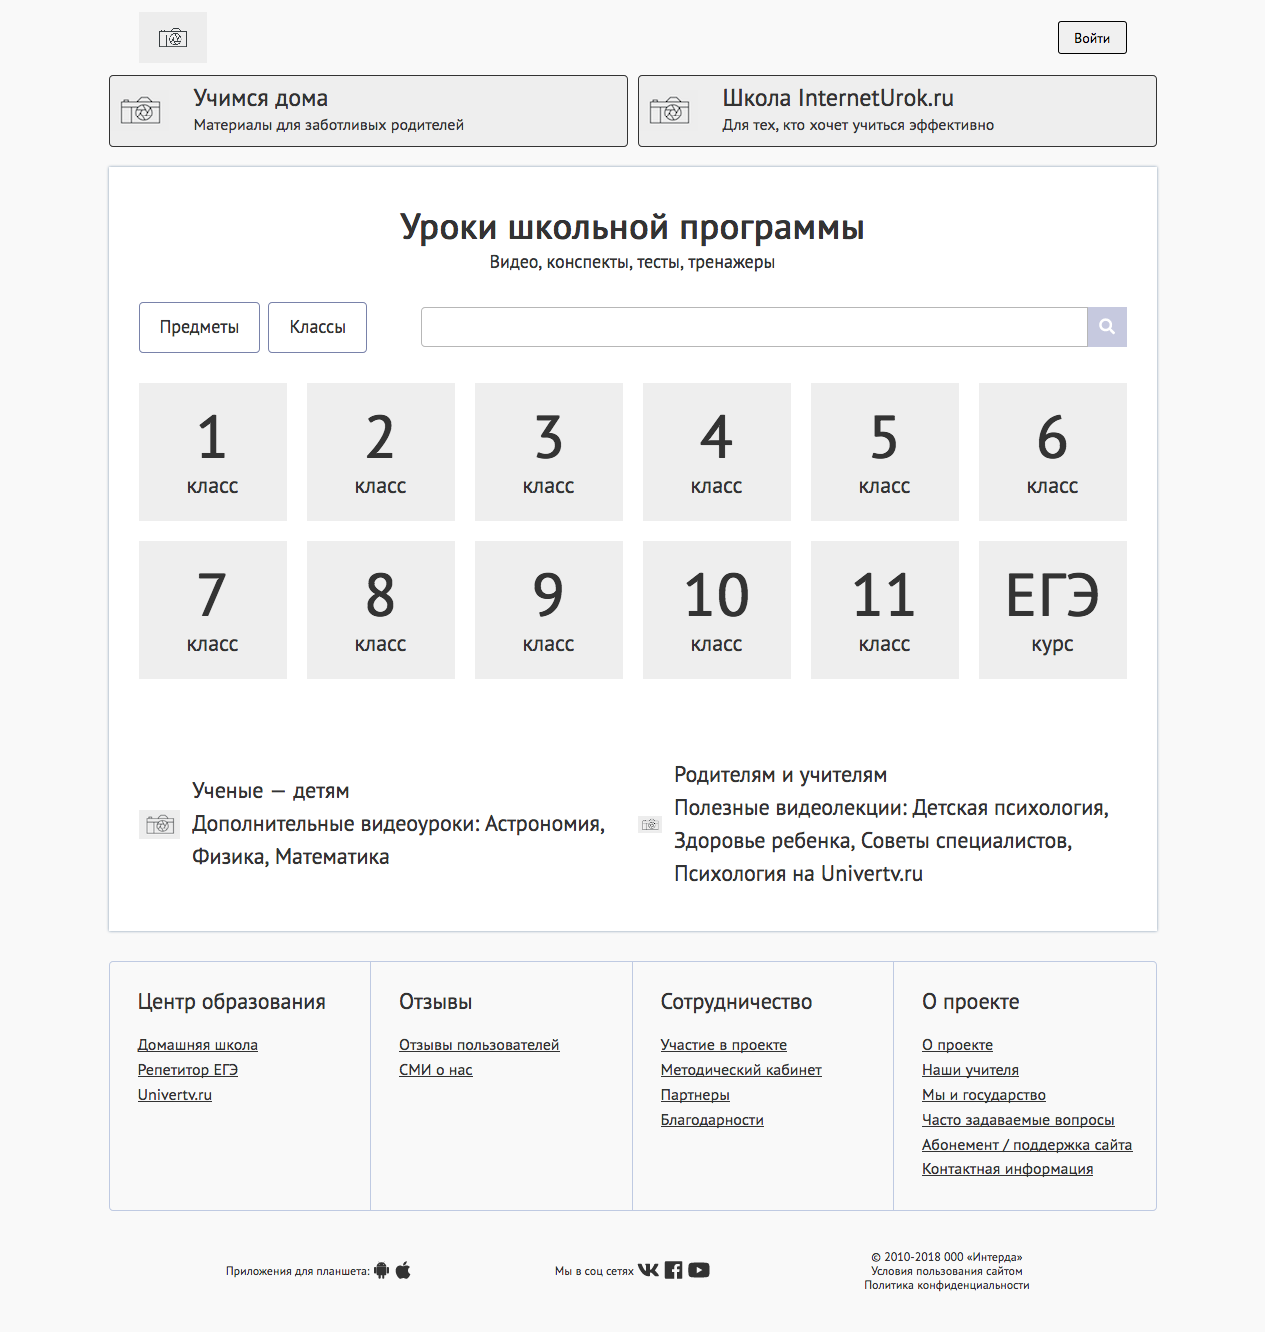 Войти
Учимся дома
Материалы для заботливых родителей
Школа InternetUrok.ru
Для тех, кто хочет учиться эффективно
Уроки школьной программы
Видео, конспекты, тесты, тренажеры
Предметы
Классы
1
класс
2
класс
3
класс
4
класс
5
класс
6
класс
7
класс
8
класс
9
класс
10
класс
11
класс
ЕГЭ
курс
Ученые — детям
Дополнительные видеоуроки: Астрономия,
Физика, Математика
Родителям и учителям
Полезные видеолекции: Детская психология,
Здоровье ребенка, Советы специалистов,
Психология на Univertv.ru
Центр образования
Домашняя школа
Репетитор ЕГЭ
Univertv.ru
Отзывы
Отзывы пользователей
СМИ о нас
Сотрудничество
Участие в проекте
Методический кабинет
Партнеры
Благодарности
О проекте
О проекте
Наши учителя
Мы и государство
Часто задаваемые вопросы
Абонемент / поддержка сайта
Контактная информация
Приложения для планшета:
Мы в соц сетях
© 2010-2018 000 «Интерда»
Условия пользования сайтом
Политика конфиденциальности